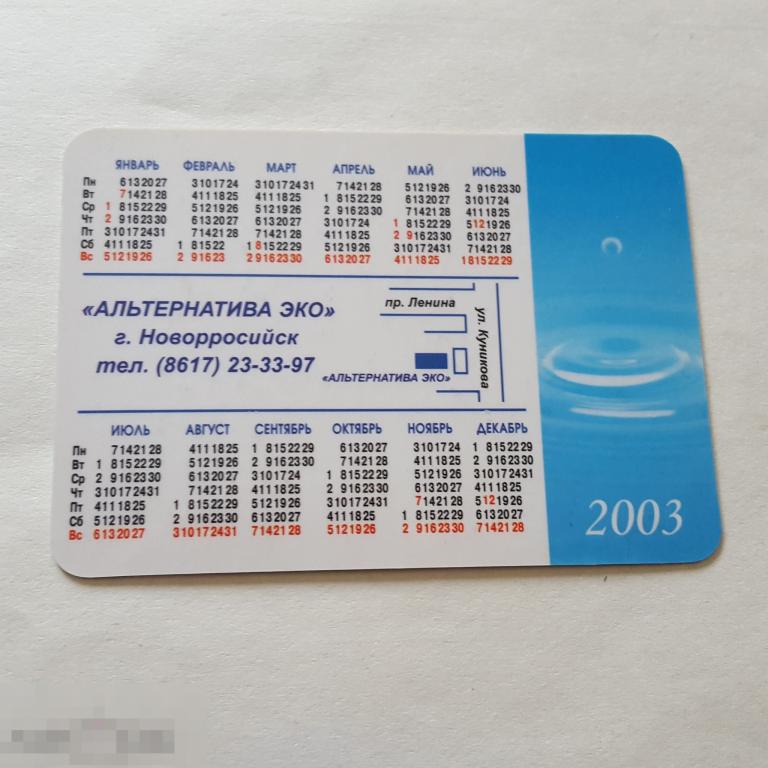 ЯНВАРЬ ФЕВРАЛЬ МАРТ АПРЕЛЬ МАЙ ИЮНЬ
Пн 6 13 20 27 3 10 17 24 3 10 17 24 31 7 14 21 28 5 12 19 26 2 9 16 23 30
Вт 7 14 21 28 4 11 18 25 4 11 18 25 1 8 15 22 29 6 13 20 27 3 10 17 24
Ср 1 8 15 22 29 5 12 19 26 5 12 19 26 2 9 16 23 30 7 14 21 28 4 11 18 25
Чт 2 9 16 23 30 6 13 20 27 6 13 20 27 3 10 17 24 1 8 15 22 29 5 12 19 26
Пт 3 10 17 24 31 7 14 21 28 7 14 21 28 4 11 18 25 2 9 16 23 30 6 13 20 27
Сб 4 11 18 25 1 8 15 22 1 8 15 22 29 5 12 19 26 3 10 17 24 31 7 14 21 28
Вс 5 12 19 26 2 9 16 23 2 9 16 23 30 6 13 20 27 4 11 18 25 1 8 15 22 29
«АЛЬТЕРНАТИВА ЭКО»
г. Новорросийск
тел. (8617) 23-33-97
пр. Ленина
ул. Куникова
«АЛЬТЕРНАТИВА ЭКО»
ИЮЛЬ АВГУСТ СЕНТЯБРЬ ОКТЯБРЬ НОЯБРЬ ДЕКАБРЬ
Пн 7 14 21 28 4 11 18 25 1 8 15 22 29 6 13 20 27 3 10 17 24 1 8 15 22 29
Вт 1 8 15 22 29 5 12 19 26 2 9 16 23 30 7 14 21 28 4 11 18 25 2 9 16 23 30
Ср 2 9 16 23 30 6 13 20 27 3 10 17 24 1 8 15 22 29 5 12 19 26 3 10 17 24 31
Чт 3 10 17 24 31 7 14 21 28 4 11 18 25 2 9 16 23 30 6 13 20 27 4 11 18 25
Пт 4 11 18 25 1 8 15 22 29 5 12 19 26 3 10 17 24 31 7 14 21 28 5 12 19 26
Сб 5 12 19 26 2 9 16 23 30 6 13 20 27 4 11 18 25 1 8 15 22 29 6 13 20 27
Вс 6 13 20 27 3 10 17 24 31 7 14 21 28 5 12 19 26 2 9 16 23 30 7 14 21 28
2003